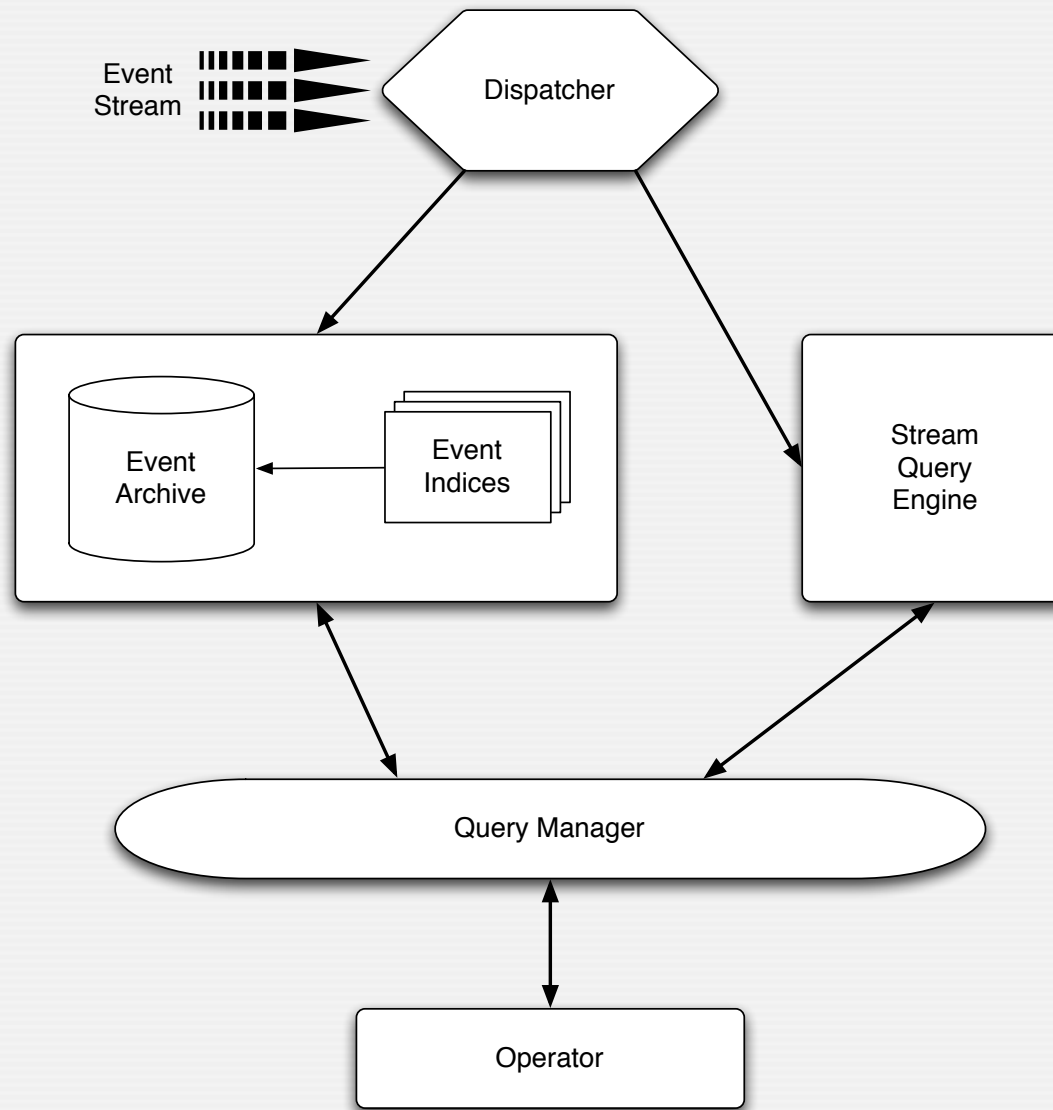 Event
Stream
Dispatcher
Event
Archive
Event
Indices
Stream
Query
Engine
Query Manager
Operator